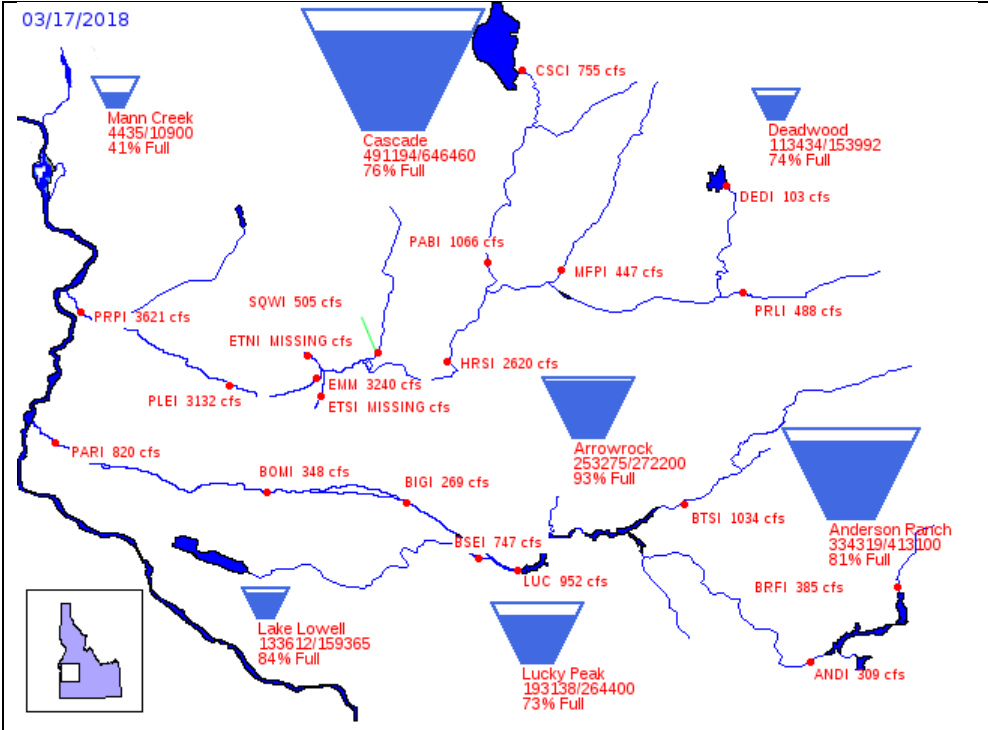 03/17/2018
CSCI 755 cfs
Mann Creek
4435/10900
41% Full
Cascade
491194/646460
76% Full
Deadwood
113434/153992
74% Full
DEDI 103 cfs
PABI 1066 cfs
MFPI 447 cfs
SQWI 505 cfs
PRPI 3621 cfs
PRLI 488 cfs
ETNI MISSING cfs
HRSI 2620 cfs
EMM 3240 cfs
PLEI 3132 cfs
ETSI MISSING cfs
PARI 820 cfs
Arrowrock
253275/272200
93% Full
BOMI 348 cfs
BIGI 269 cfs
BTSI 1034 cfs
Anderson Ranch
334319/413100
81% Full
BSEI 747 cfs
LUC 952 cfs
BRFI 385 cfs
Lake Lowell
133612/159365
84% Full
Lucky Peak
193138/264400
73% Full
ANDI 309 cfs